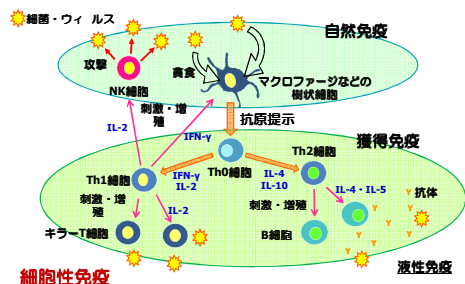 細菌・ウィ ルス
自然免疫
攻撃
貪食
マクロファージなどの
樹状細胞
NK細胞
刺激・増
殖
抗原提示
IL-2
IFN-γ
獲得免疫
Th2細胞
Th0細胞
Th1細胞
IFN-γ
IL-2
IL-4
IL-10
IL-4・IL-5
抗体
刺激・増
殖
IL-2
刺激・増殖
キラーT細胞
B細胞
液性免疫
細胞性免疫